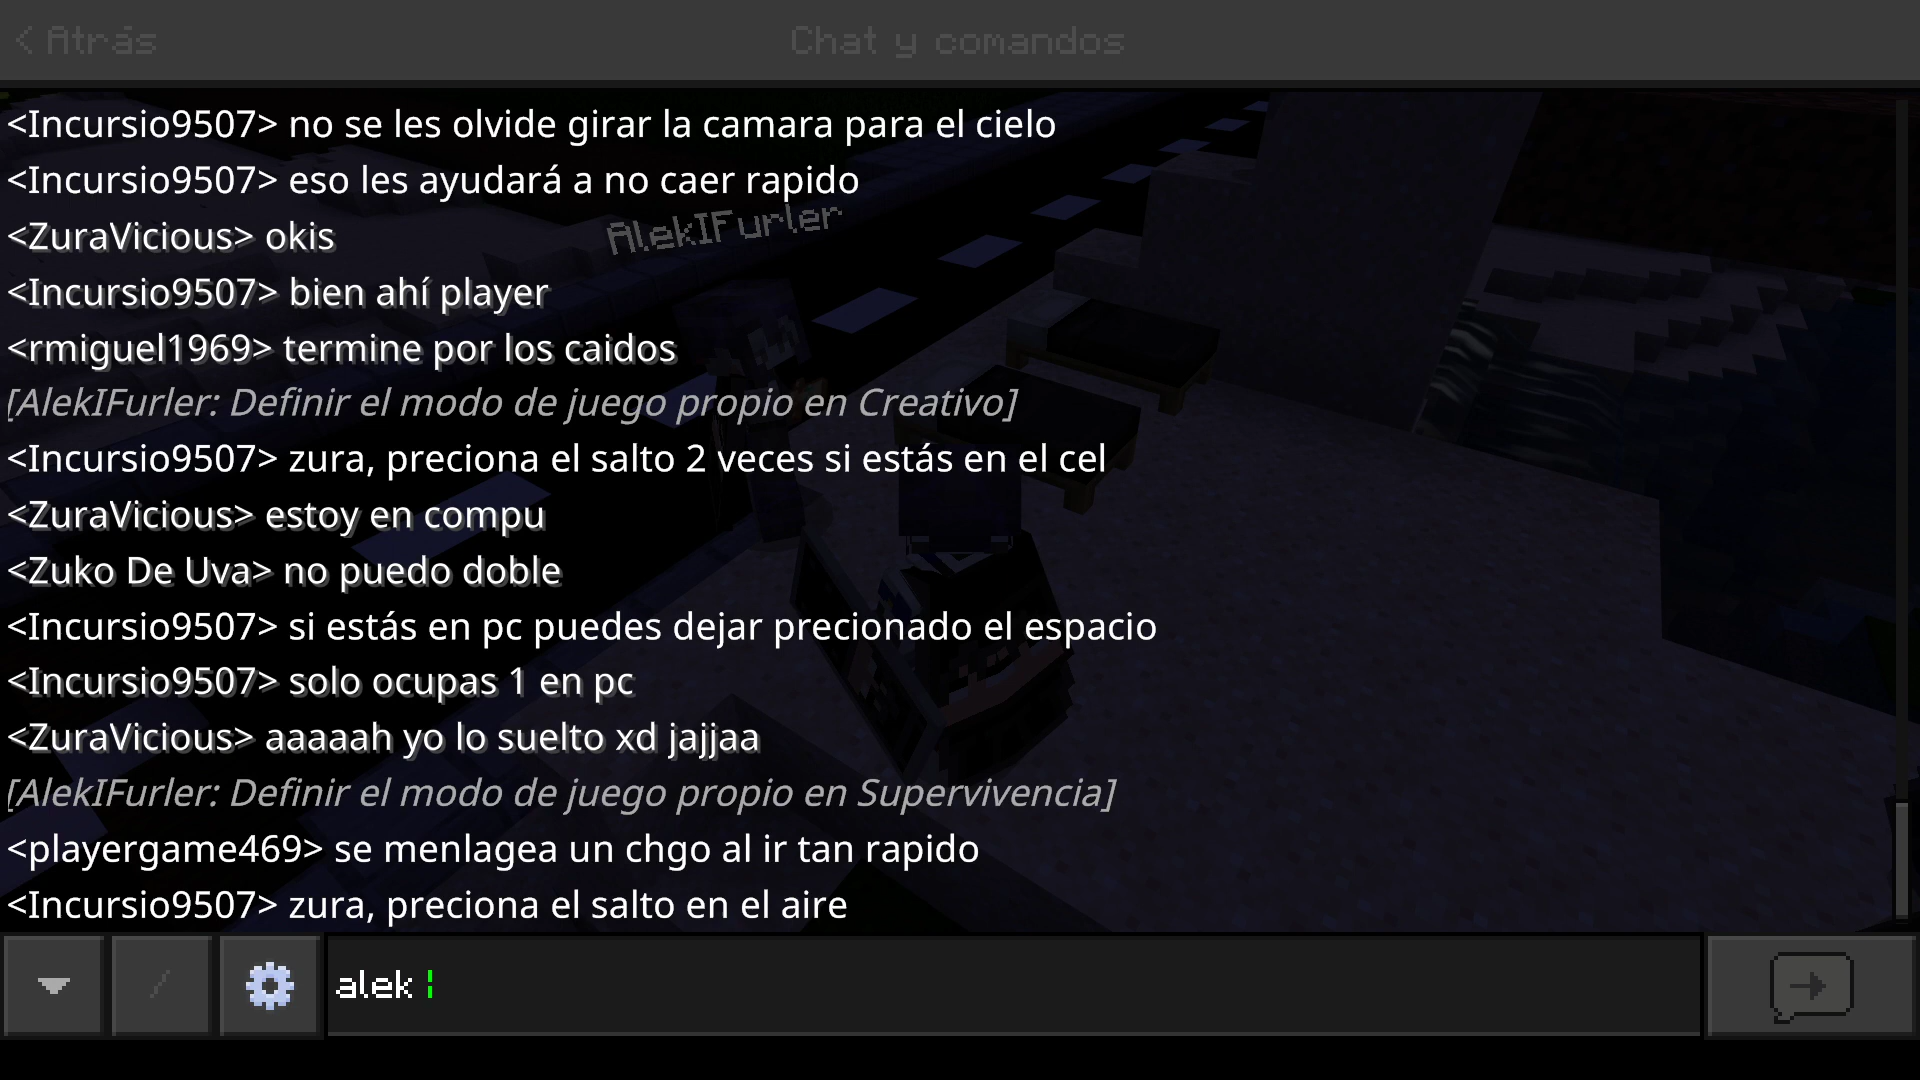 < Atrás
Chat y comandos
<Incursio9507> no se les olvide girar la camara para el cielo
<Incursio9507> eso les ayudará a no caer rapido
AlekIFurler
<ZuraVicious> okis
<Incursio9507> bien ahí player
<rmiguel1969> termine por los caidos
[AlekIFurler: Definir el modo de juego propio en Creativo]
<Incursio9507> zura, preciona el salto 2 veces si estás en el cel
<ZuraVicious> estoy en compu
<Zuko De Uva> no puedo doble
<Incursio9507> si estás en pc puedes dejar precionado el espacio
<Incursio9507> solo ocupas 1 en pc
<ZuraVicious> aaaaah yo lo suelto xd jajjaa
[AlekIFurler: Definir el modo de juego propio en Supervivencia]
<playergame469> se menlagea un chgo al ir tan rapido
<Incursio9507> zura, preciona el salto en el aire
/
alek